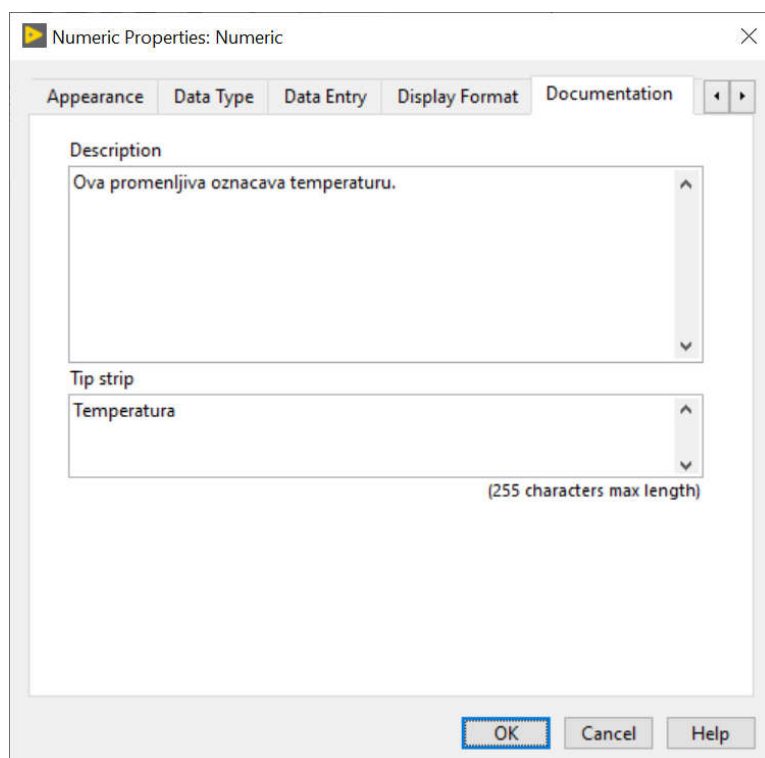 Numeric Properties: Numeric
Appearance Data Type Data Entry Display Format Documentation
Description
Ova promenljiva oznacava temperaturu.
Tip strip
Temperatura
(255 characters max length)
OK Cancel Help